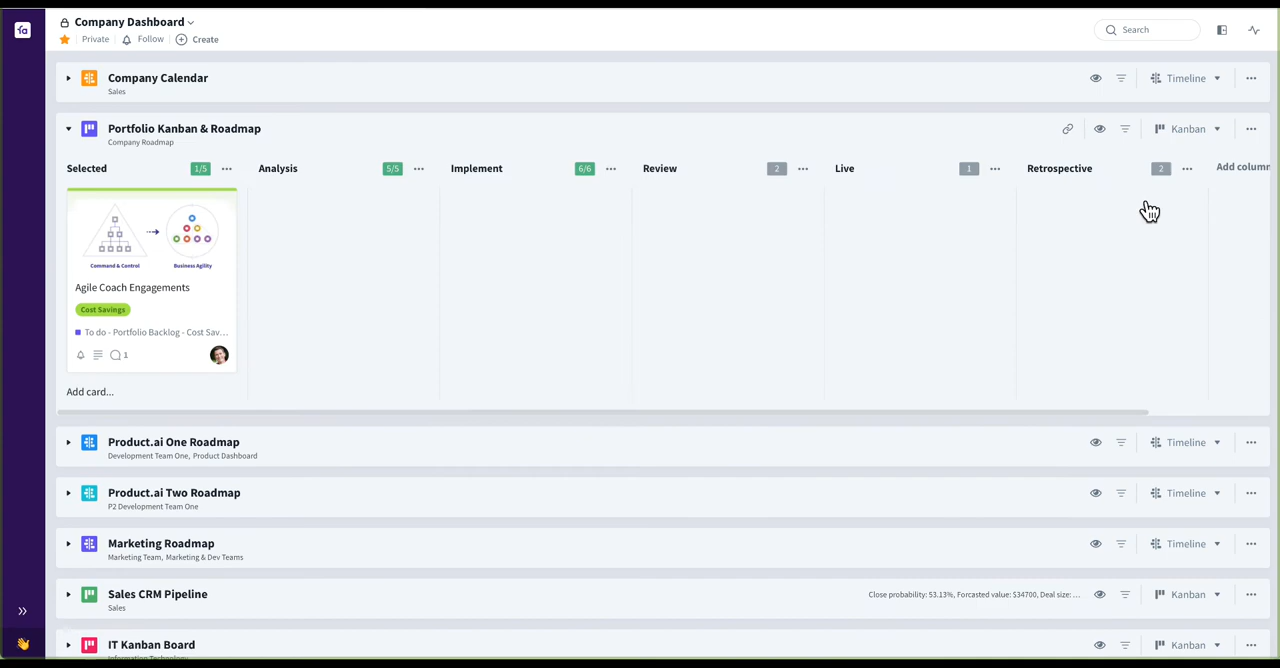 Company Dashboard
Private Follow Create
Search
Company Calendar
Sales
Timeline
Portfolio Kanban & Roadmap
Company Roadmap
Kanban
Selected 1/5
Analysis 5/5
Implement 6/6
Review 2
Live 1
Retrospective 2
Add column
Command & Control
Business Agility
Agile Coach Engagements
Cost Savings
To do - Portfolio Backlog - Cost Sav...
1
Add card...
Product.ai One Roadmap
Development Team One, Product Dashboard
Timeline
Product.ai Two Roadmap
P2 Development Team One
Timeline
Marketing Roadmap
Marketing Team, Marketing & Dev Teams
Timeline
Sales CRM Pipeline
Sales
Close probability: 53.13%, Forcasted value: $34700, Deal size: ...
Kanban
IT Kanban Board
Information Technology
Kanban